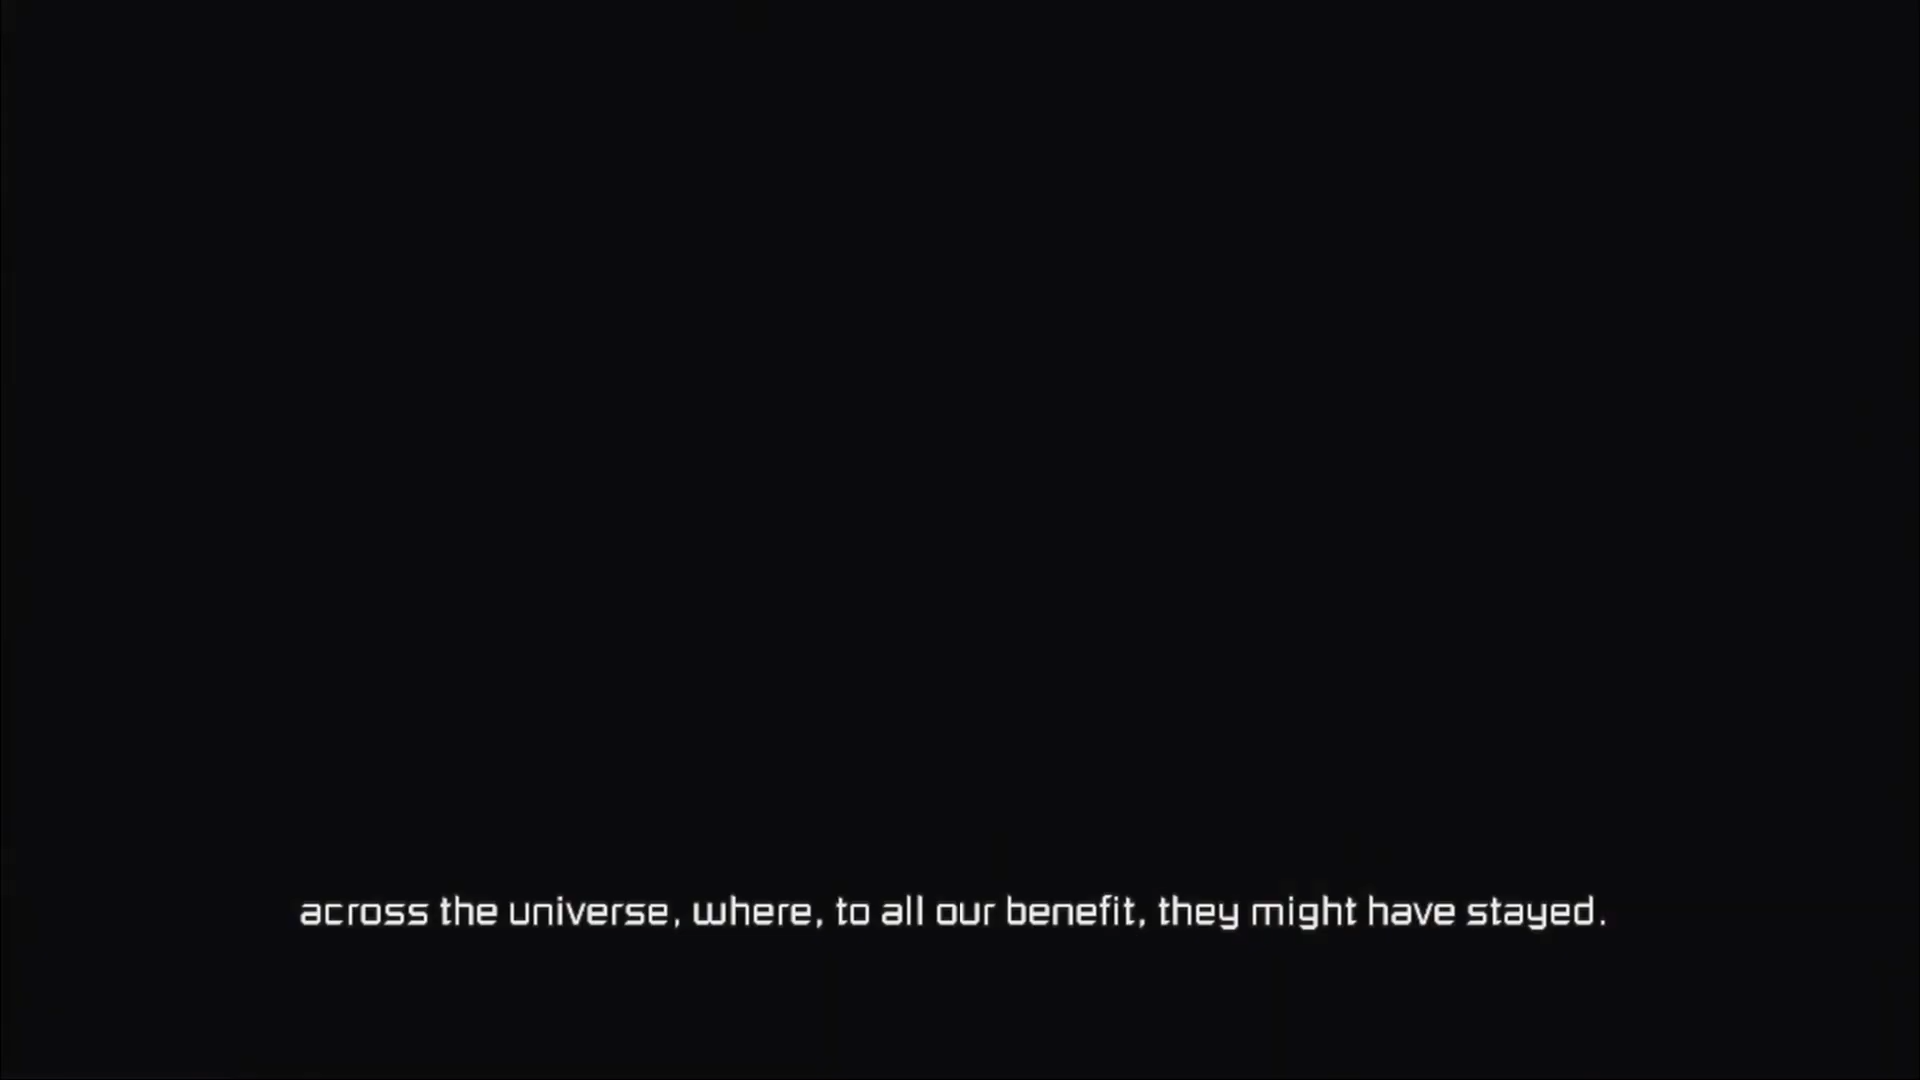 across the universe, where, to all our benefit, they might have stayed.